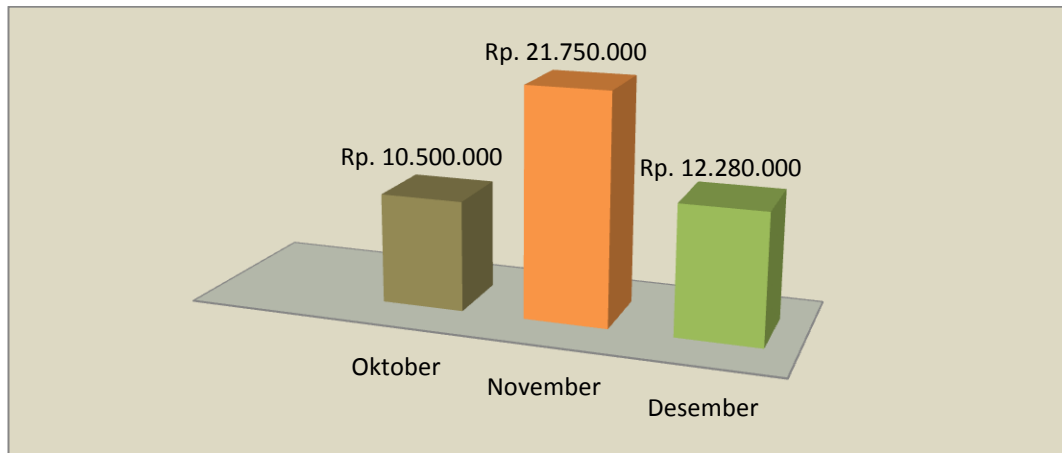 Rp. 21.750.000
Rp. 10.500.000
Rp. 12.280.000
Oktober
November
Desember